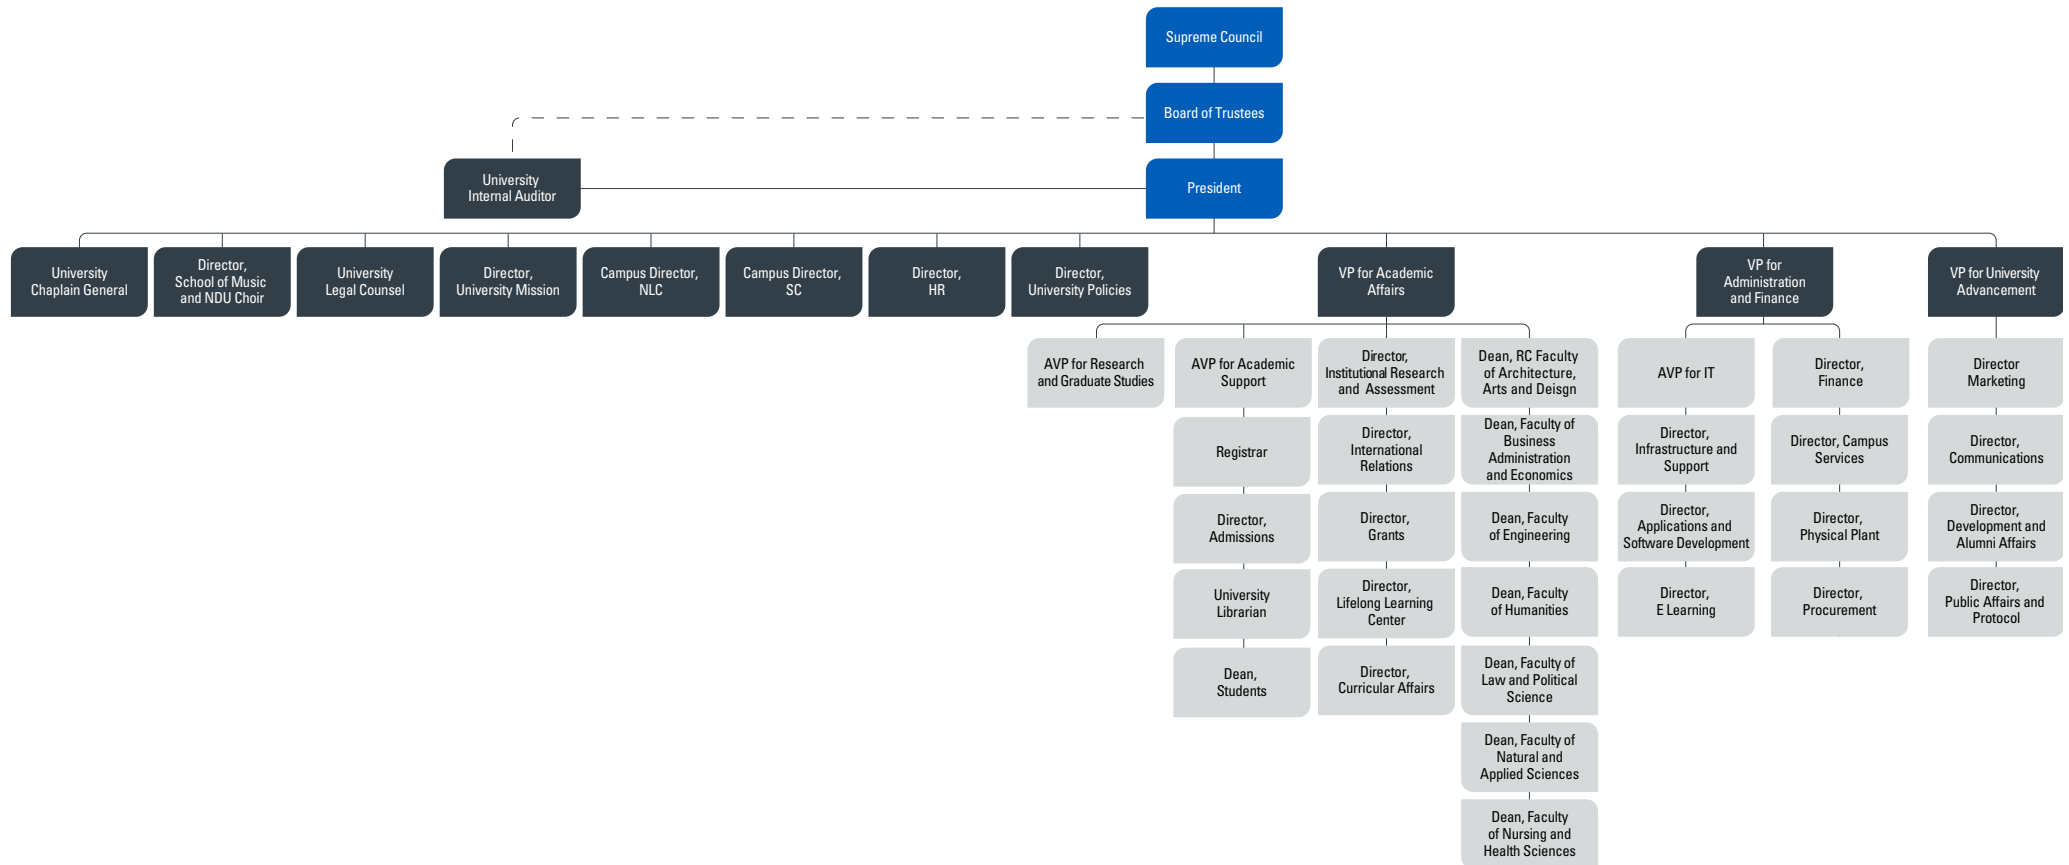 Supreme Council
Board of Trustees
University
Internal Auditor
President
University
Chaplain General
Director,
School of Music
and NDU Choir
University
Legal Counsel
Director,
University Mission
Campus Director,
NLC
Campus Director,
SC
Director,
HR
Director,
University Policies
VP for Academic
Affairs
VP for
Administration
and Finance
VP for University
Advancement
AVP for Research
and Graduate Studies
AVP for Academic
Support
Registrar
Director,
Admissions
University
Librarian
Dean,
Students
Director,
Institutional Research
and Assessment
Director,
International
Relations
Director,
Grants
Director,
Lifelong Learning
Center
Director,
Curricular Affairs
Dean, RC Faculty
of Architecture,
Arts and Deisgn
Dean, Faculty of
Business
Administration
and Economics
Dean, Faculty
of Engineering
Dean, Faculty
of Humanities
Dean, Faculty of
Law and Political
Science
Dean, Faculty of
Natural and
Applied Sciences
Dean, Faculty
of Nursing and
Health Sciences
AVP for IT
Director,
Infrastructure and
Support
Director,
Applications and
Software Development
Director,
E Learning
Director,
Finance
Director, Campus
Services
Director,
Physical Plant
Director,
Procurement
Director
Marketing
Director,
Communications
Director,
Development and
Alumni Affairs
Director,
Public Affairs and
Protocol